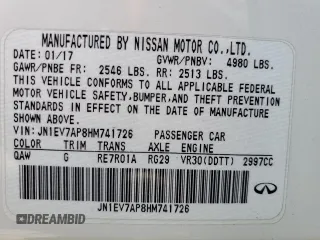 MANUFACTURED BY NISSAN MOTOR CO.,LTD.
DATE: 01/17 GVWR/PNBV: 4980 LBS.
GAWR/PNBE FR: 2546 LBS. RR: 2513 LBS.
THIS VEHICLE CONFORMS TO ALL APPLICABLE FEDERAL
MOTOR VEHICLE SAFETY, BUMPER, AND THEFT PREVENTION
STANDARDS IN EFFECT ON THE DATE OF MANUFACTURE
SHOWN ABOVE.
V.I.N.: JN1EV7AP8HM741726 PASSENGER CAR
COLOR TRIM TRANS AXLE ENGINE
QAW G RE7R01A RG29 VR30(DDTT) 2997CC
JN1EV7AP8HM741726
INFINITI
DREAMBID